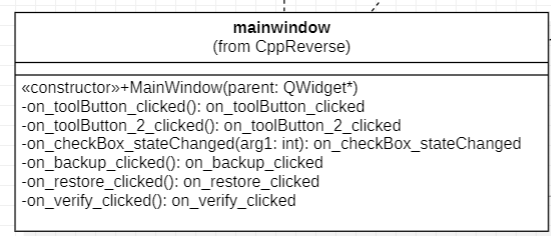 mainwindow
(from CppReverse)
«constructor»+MainWindow(parent: QWidget*)
-on_toolButton_clicked(): on_toolButton_clicked
-on_toolButton_2_clicked(): on_toolButton_2_clicked
-on_checkBox_stateChanged(arg1: int): on_checkBox_stateChanged
-on_backup_clicked(): on_backup_clicked
-on_restore_clicked(): on_restore_clicked
-on_verify_clicked(): on_verify_clicked